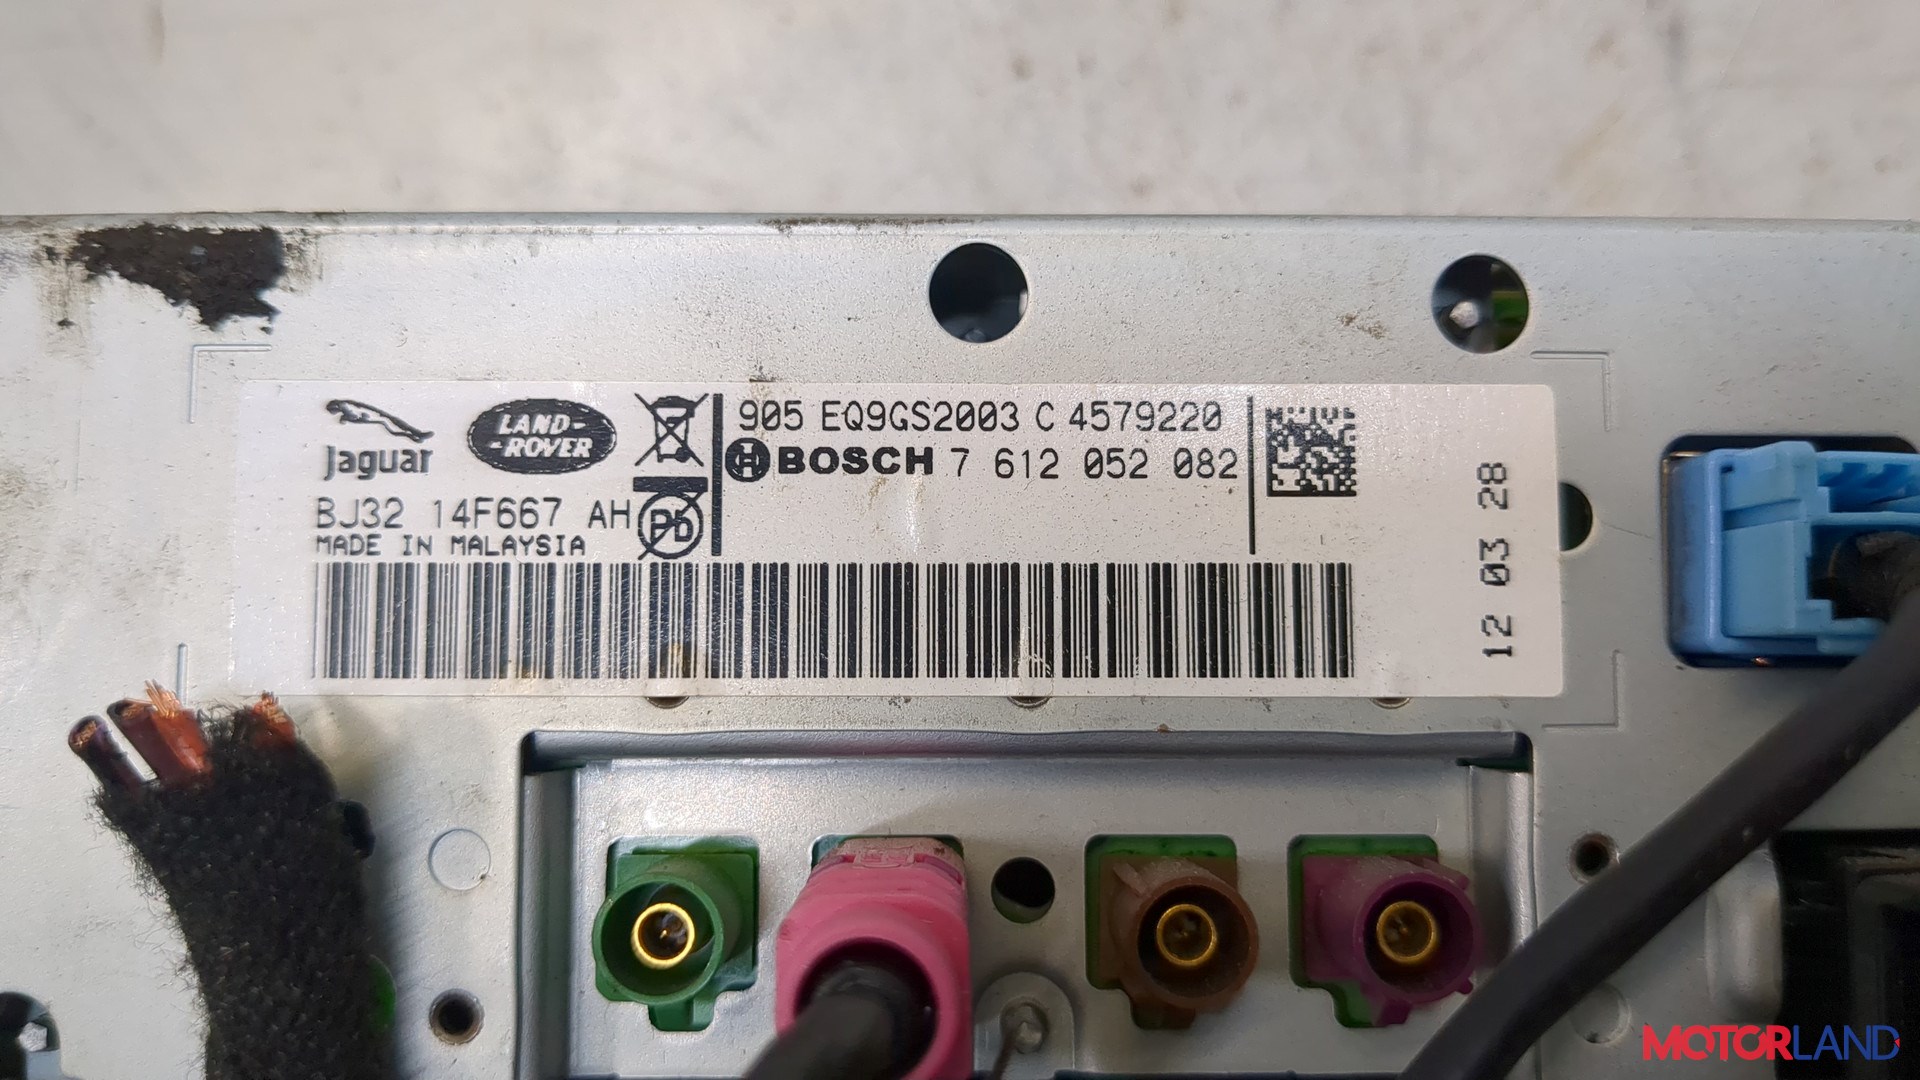 Jaguar
LAND-
-ROVER
BJ32 14F667 AH
MADE IN MALAYSIA
Pb
905 EQ9GS2003 C 4579220
BOSCH 7 612 052 082
12 03 28
MOTORLAND